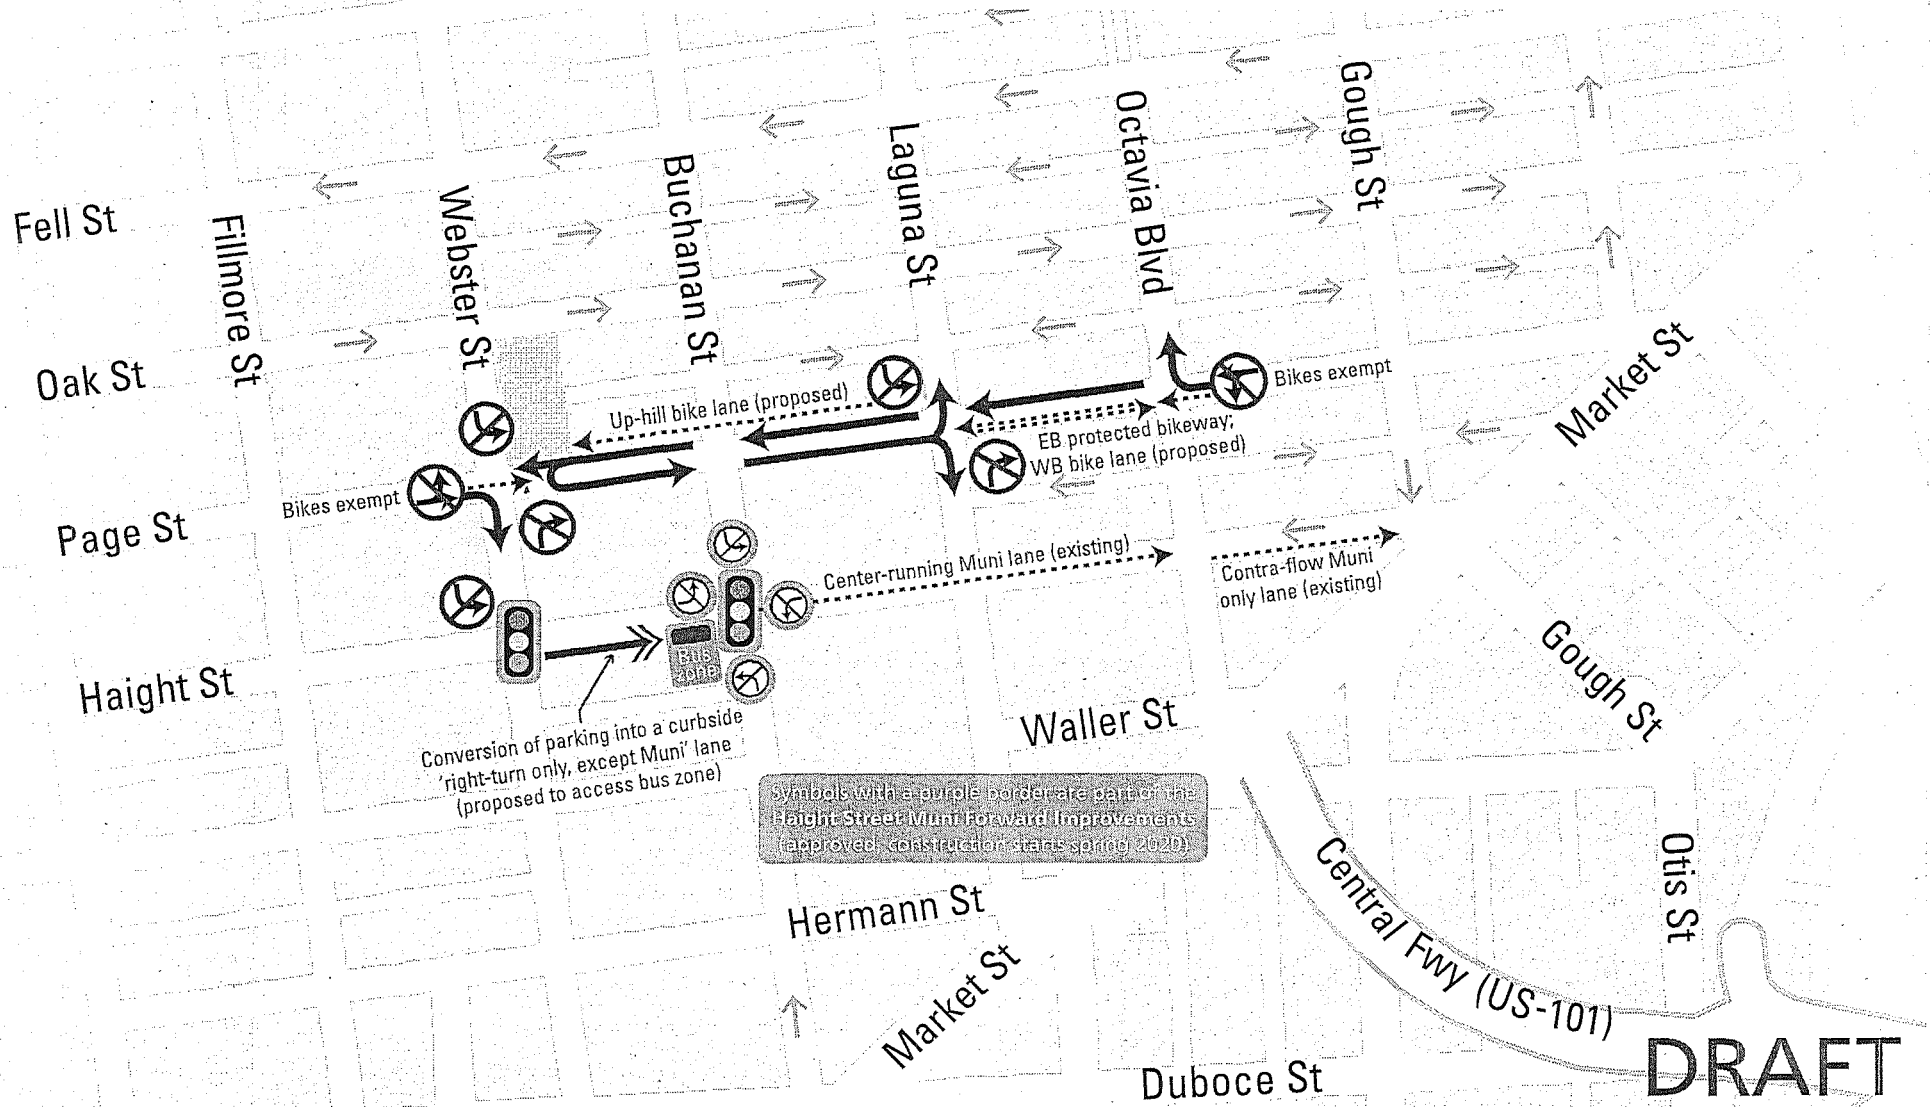 Fell St
Fillmore St
Webster St
Buchanan St
Laguna St
Octavia Blvd
Gough St
Oak St
Market St
Up-hill bike lane (proposed)
Bikes exempt
EB protected bikeway;
WB bike lane (proposed)
Bikes exempt
Page St
Center-running Muni lane (existing)
Contra-flow Muni
only lane (existing)
Bus
zone
Haight St
Gough St
Waller St
Conversion of parking into a curbside
'right-turn only, except Muni' lane
(proposed to access bus zone)
Symbols with a purple border are part of the
Haight Street Muni Forward Improvements
(approved, construction starts spring 2020)
Otis St
Central Fwy (US-101)
Hermann St
Market St
Duboce St
DRAFT